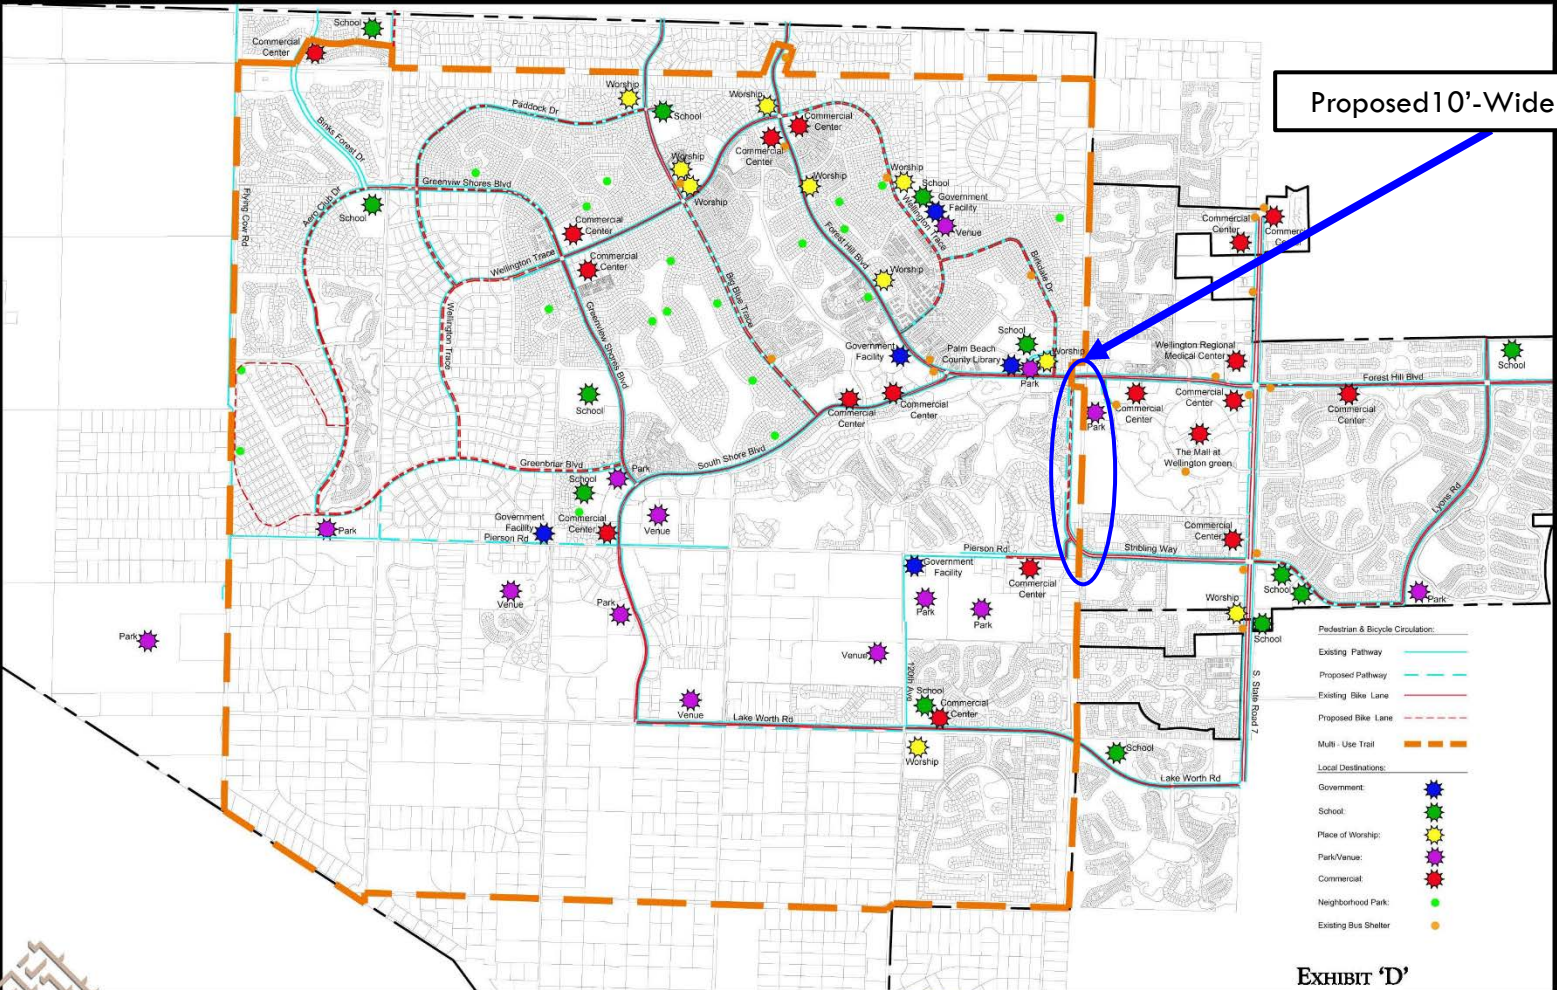 School
Commercial
Center
Proposed10'-Wide
Worship
Paddock Dr
School
Worship
Commercial
Center
Commercial
Center
Binks Forest Dr
Worship
Worship
Worship
Worship
School
Government
Facility
Venue
Wellington Trace
Greenviw Shores Blvd
Aero Club Dr
School
Flying Cow Rd
Commercial
Center
Commercial
Center
Wellington Trace
Forest Hill Blvd
Worship
Birkdale Dr
Big Blue Trace
Wellington Trace
Greenview Shores Blvd
Commercial
Center
Commerc
Cente
School
Worship
Government
Facility
Palm Beach
County Library
Park
Wellington Regional
Medical Center
School
Forest Hill Blvd
Commercial
Center
Commercial
Center
Commercial
Center
Commercial
Center
Commercial
Center
Park
The Mall at
Wellington green
School
South Shore Blvd
Greenbriar Blvd
Park
School
Venue
Lyons Rd
Government
Facility
Commercial
Center
Pierson Rd
Park
Commercial
Center
Pierson Rd
Stribling Way
Government
Facility
Commercial
Center
School
Park
Venue
Park
Park
Park
Worship
School
Park
Venue
120th Ave
School
Commercial
Center
Venue
Lake Worth Rd
Worship
School
Lake Worth Rd
S. State Road 7
Pedestrian & Bicycle Circulation:
Existing Pathway
Proposed Pathway
Existing Bike Lane
Proposed Bike Lane
Multi - Use Trail
Local Destinations:
Government:
School:
Place of Worship:
Park/Venue:
Commercial:
Neighborhood Park:
Existing Bus Shelter
EXHIBIT 'D'